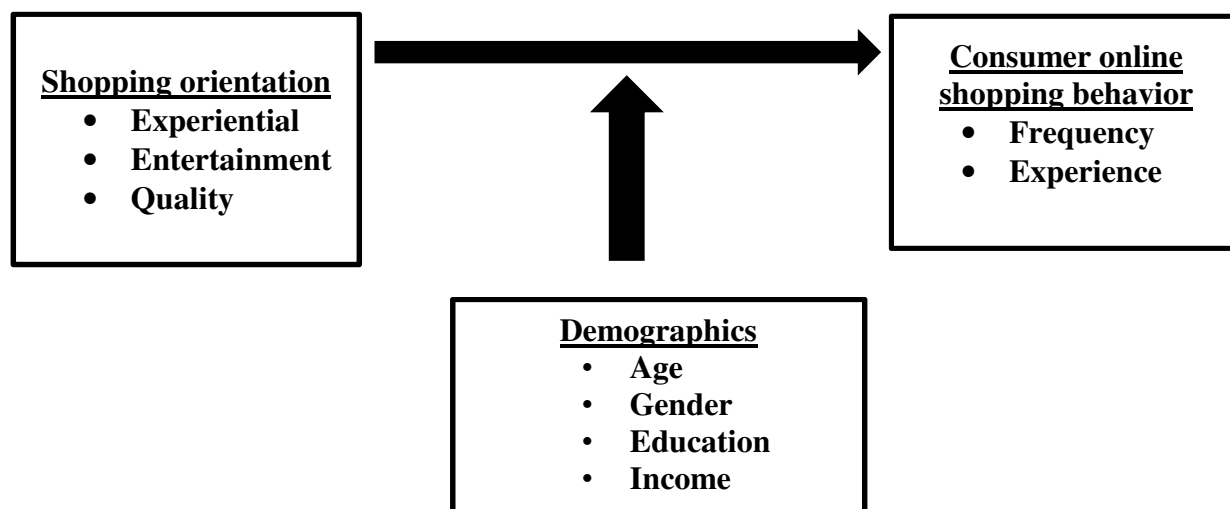 Shopping orientation
• Experiential
• Entertainment
• Quality
Consumer online
shopping behavior
• Frequency
• Experience
Demographics
• Age
• Gender
• Education
• Income